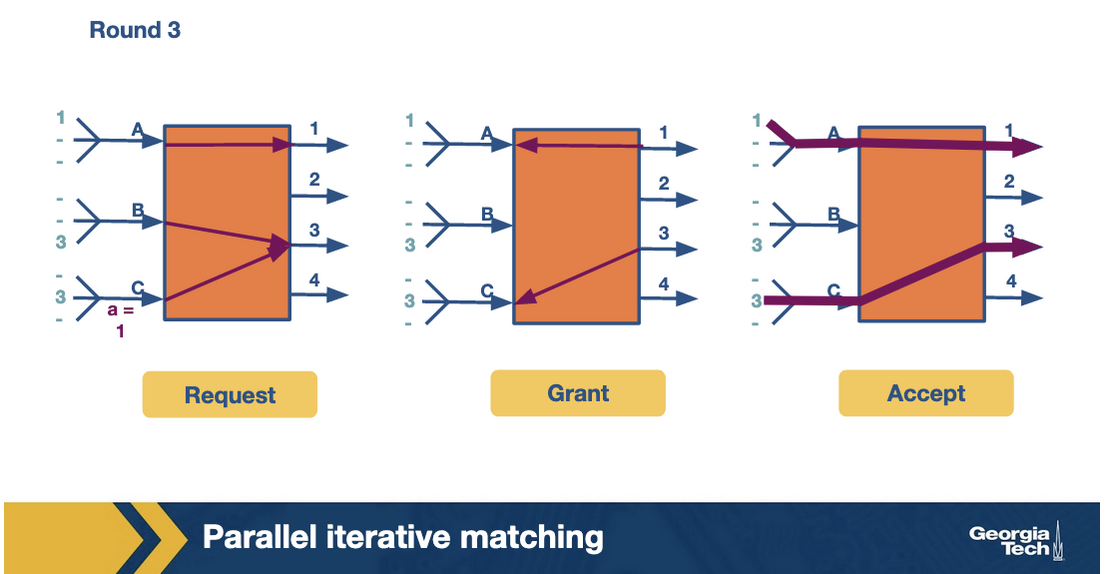 Round 3
1
-
-
A
-
-
3
B
-
3
-
C
a =
1
1
2
3
4
Request
1
-
-
A
-
-
3
B
-
3
-
C
1
2
3
4
Grant
1
-
-
A
-
-
3
B
-
3
-
C
1
2
3
4
Accept
Parallel iterative matching
Georgia
Tech